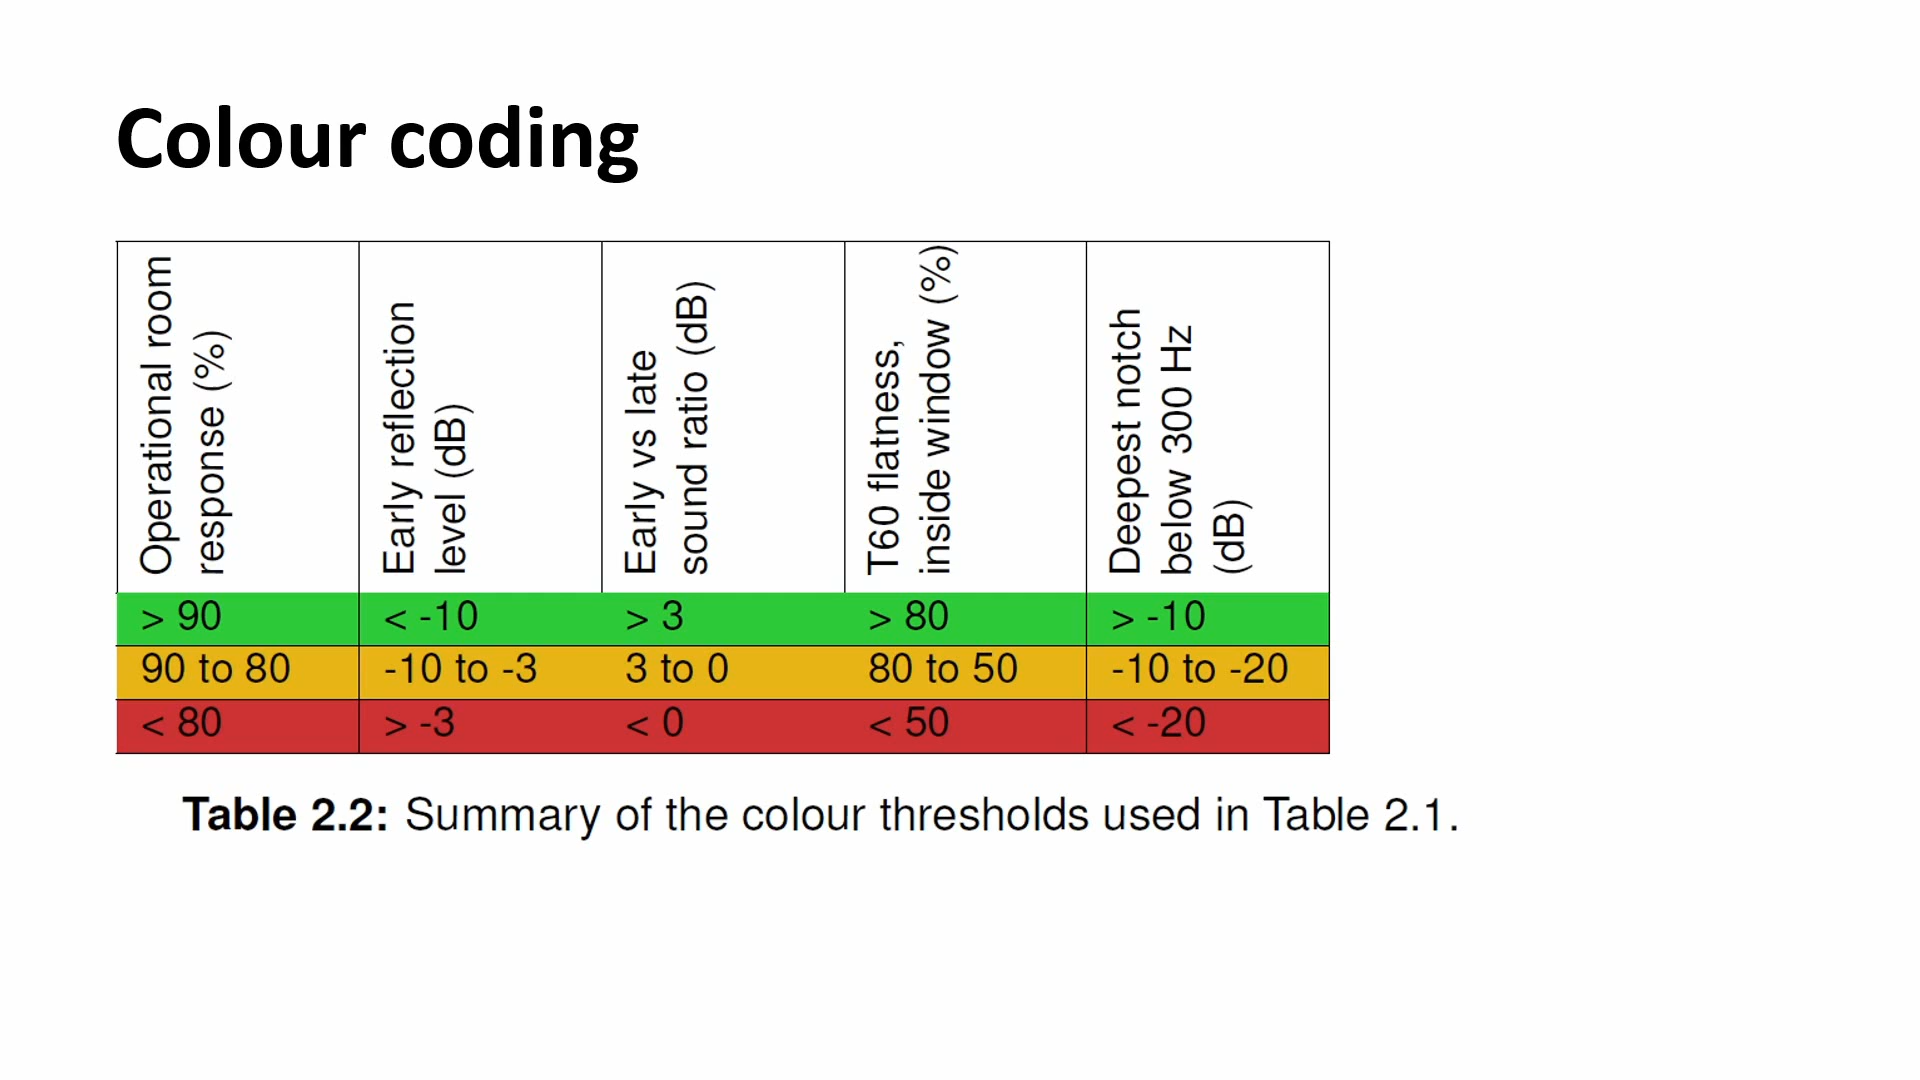 Colour coding
Operational room
response (%)
Early reflection
level (dB)
Early vs late
sound ratio (dB)
T60 flatness,
inside window (%)
Deepest notch
below 300 Hz
(dB)
> 90 < -10 > 3 > 80 > -10
90 to 80 -10 to -3 3 to 0 80 to 50 -10 to -20
< 80 > -3 < 0 < 50 < -20
Table 2.2: Summary of the colour thresholds used in Table 2.1.